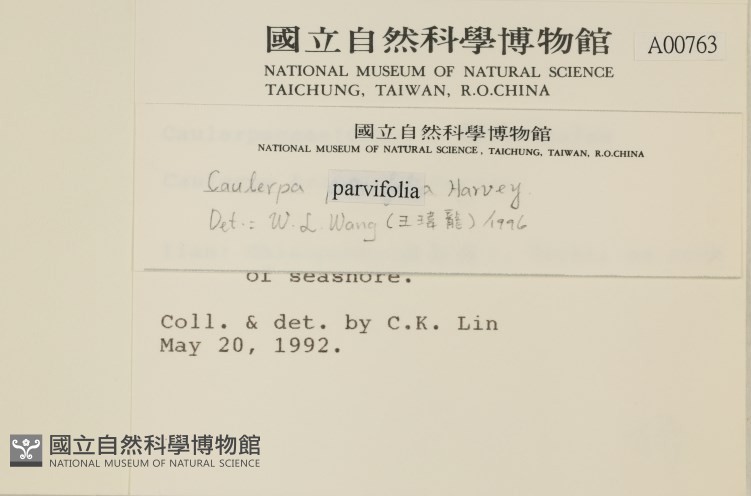 國立自然科學博物館
A00763
NATIONAL MUSEUM OF NATURAL SCIENCE
TAICHUNG, TAIWAN, R.O.CHINA
國立自然科學博物館
NATIONAL MUSEUM OF NATURAL SCIENCE, TAICHUNG, TAIWAN, R.O.CHINA
Caulerpa parvifolia Harvey
Det.: W. L. Wang (王瑋龍) 1996
of seashore.
Coll. & det. by C.K. Lin
May 20, 1992.
國立自然科學博物館
NATIONAL MUSEUM OF NATURAL SCIENCE